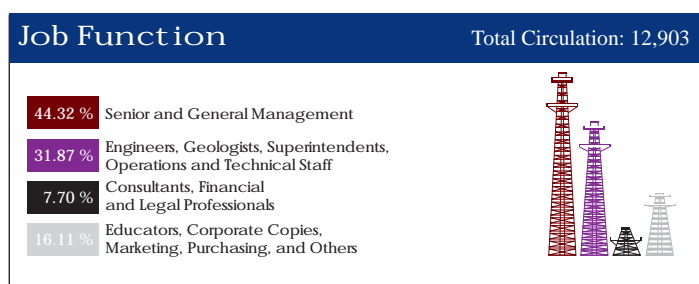 Job Function
Total Circulation: 12,903
44.32 % Senior and General Management
31.87 % Engineers, Geologists, Superintendents,
Operations and Technical Staff
7.70 % Consultants, Financial
and Legal Professionals
16.11 % Educators, Corporate Copies,
Marketing, Purchasing, and Others